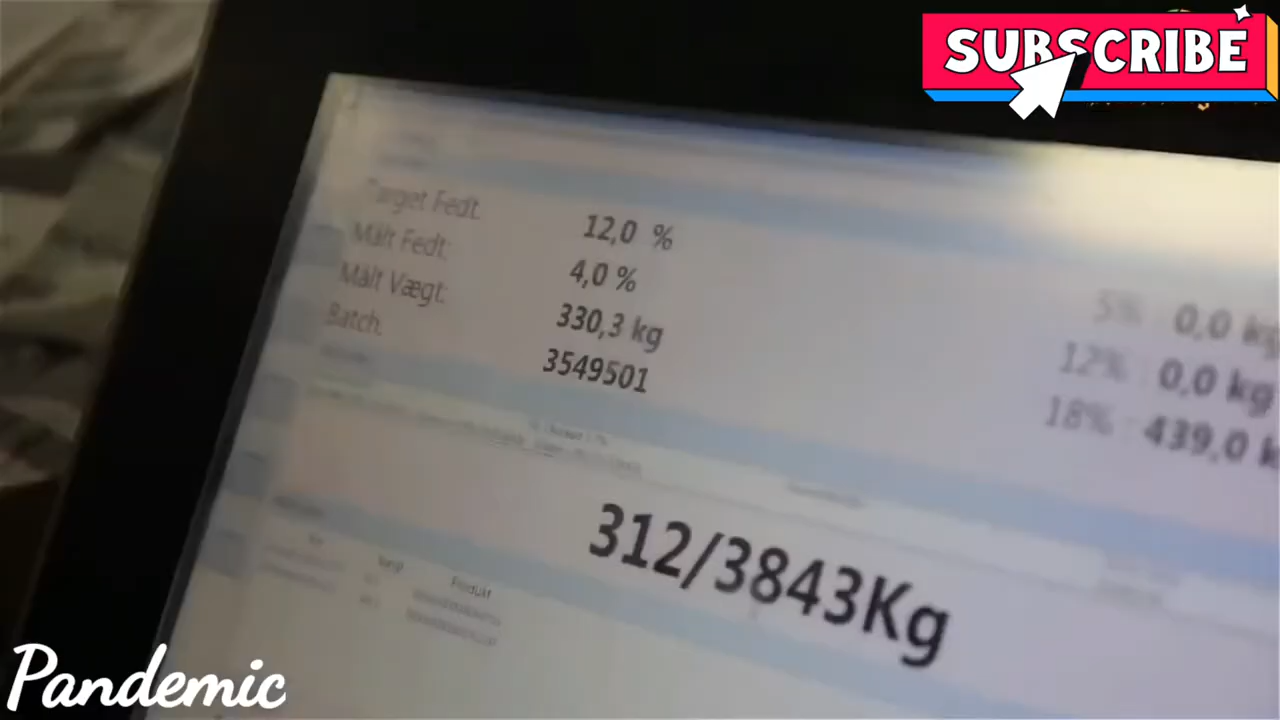 SUBSCRIBE
Target Fedt: 12,0 %
Målt Fedt: 4,0 %
Målt Vægt: 330,3 kg
Batch: 3549501
5% : 0,0 kg
12% : 0,0 kg
18% : 439,0 k
312/3843Kg
Produkt
Pandemic